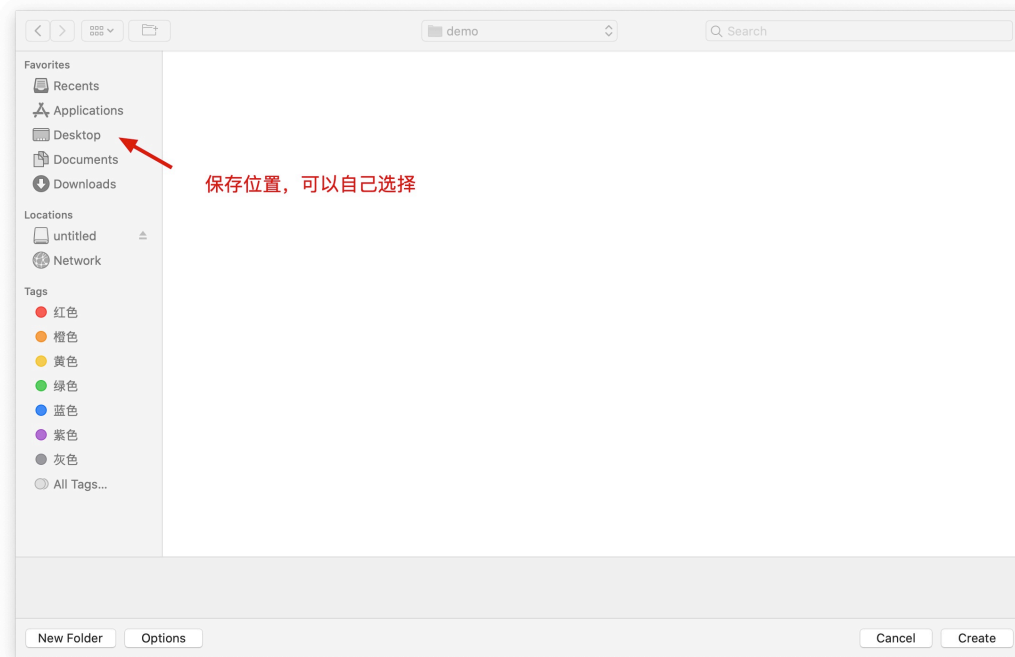 demo
Search
Favorites
Recents
Applications
Desktop
Documents
Downloads
保存位置，可以自己选择
Locations
untitled
Network
Tags
红色
橙色
黄色
绿色
蓝色
紫色
灰色
All Tags...
New Folder
Options
Cancel
Create